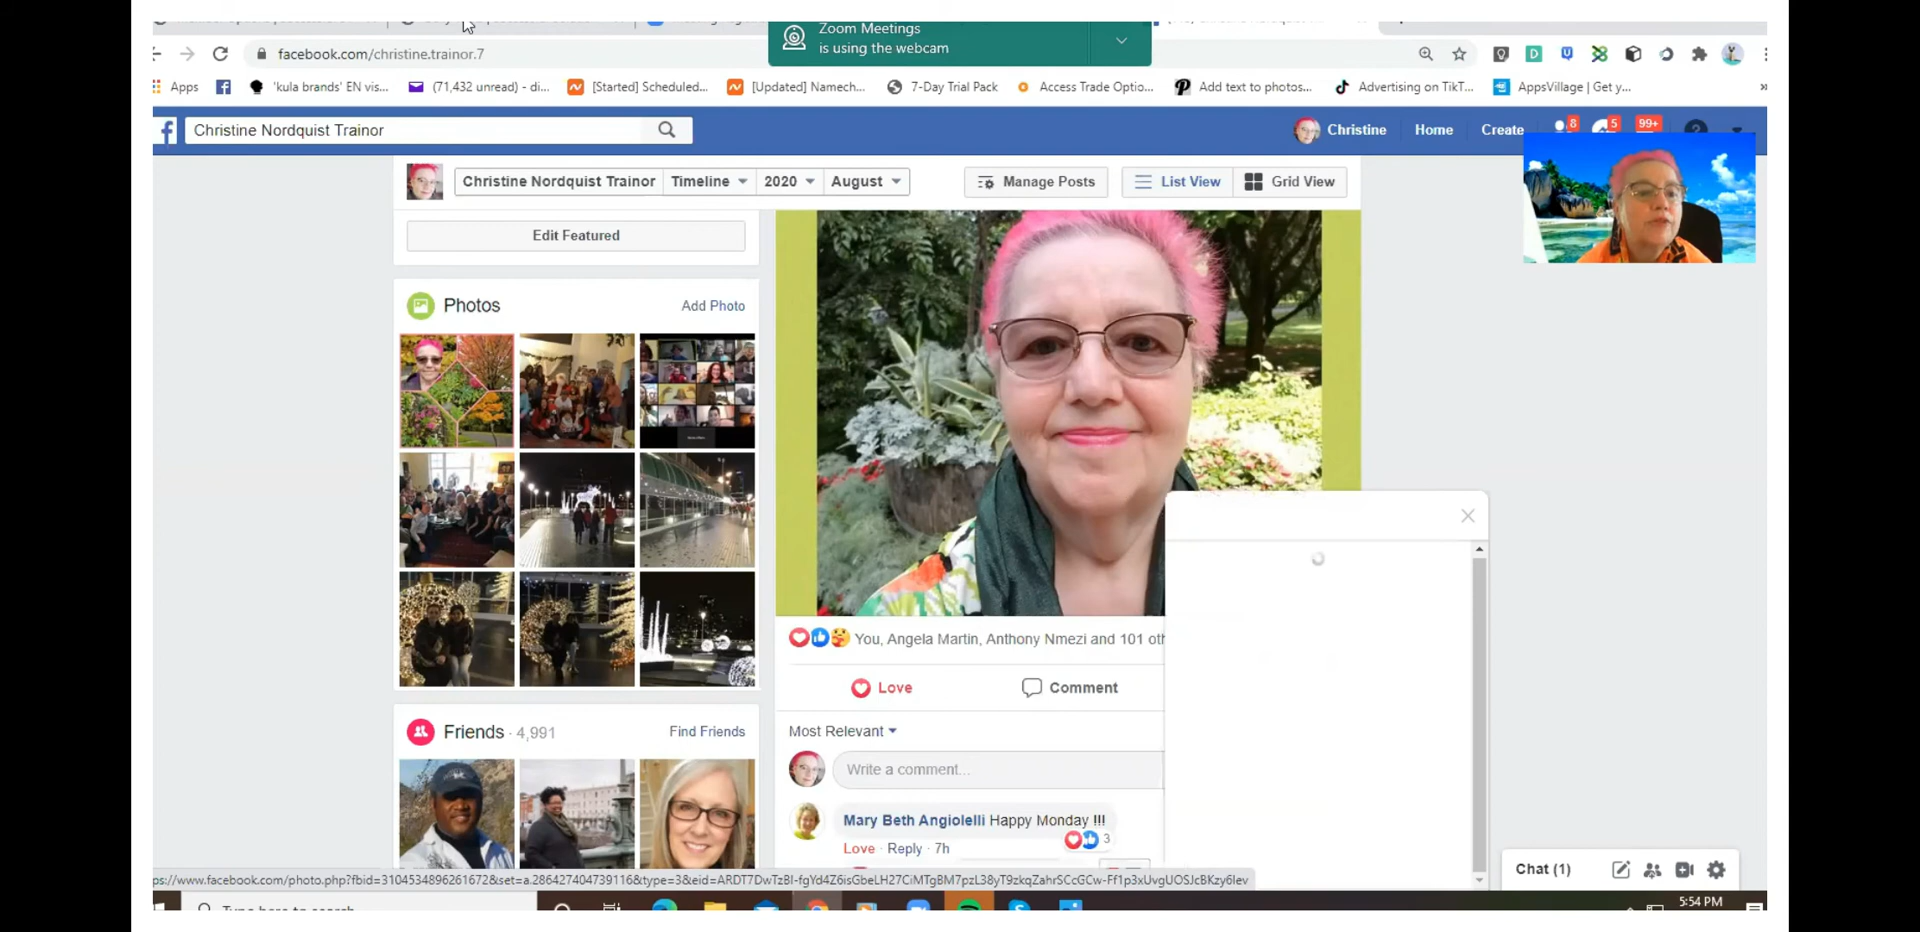 Zoom Meetings
is using the webcam
facebook.com/christine.trainor.7
Apps
'kula brands' EN vis...
(71,432 unread) - di...
[Started] Scheduled...
[Updated] Namech...
7-Day Trial Pack
Access Trade Optio...
Add text to photos...
Advertising on TikT...
AppsVillage | Get y...
»
Christine Nordquist Trainor
Christine
Home
Create
8
5
99+
Christine Nordquist Trainor
Timeline
2020
August
Manage Posts
List View
Grid View
Edit Featured
Photos
Add Photo
You, Angela Martin, Anthony Nmezi and 101 oth
Love
Comment
Most Relevant
Write a comment...
Friends · 4,991
Find Friends
Mary Beth Angiolelli Happy Monday !!!
3
Love · Reply · 7h
Chat (1)
5:54 PM